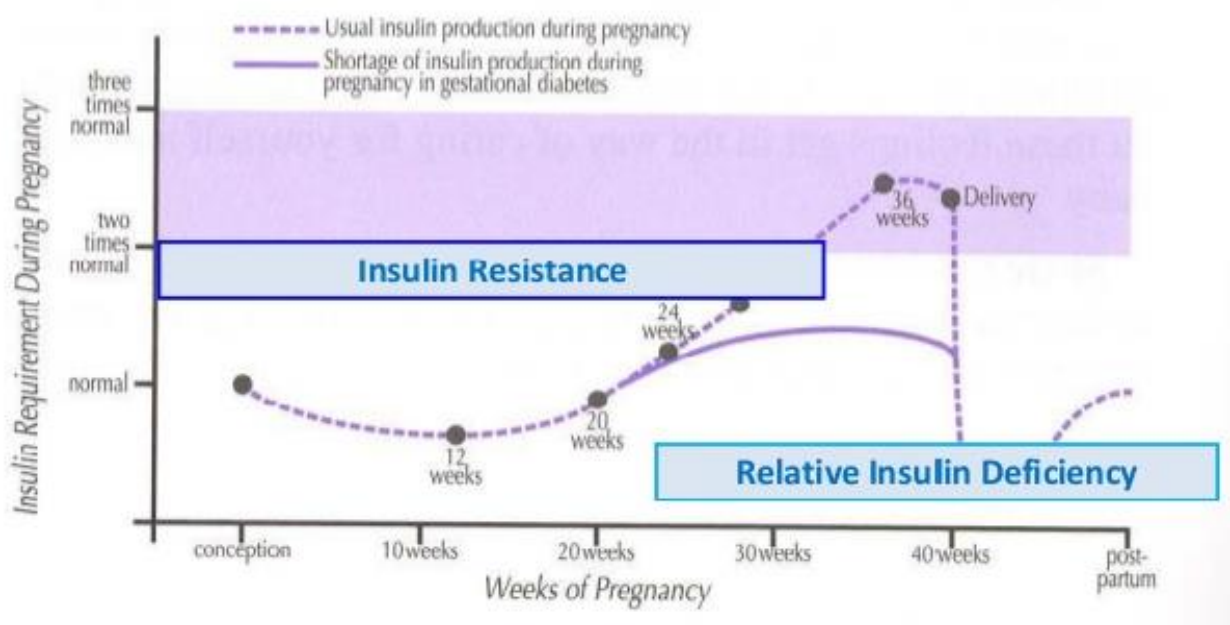 Usual insulin production during pregnancy
Shortage of insulin production during
pregnancy in gestational diabetes
Insulin Requirement During Pregnancy
three
times
normal
two
times
normal
normal
Insulin Resistance
36
weeks
Delivery
24
weeks
20
weeks
12
weeks
Relative Insulin Deficiency
conception
10 weeks
20 weeks
30 weeks
40 weeks
post-
partum
Weeks of Pregnancy